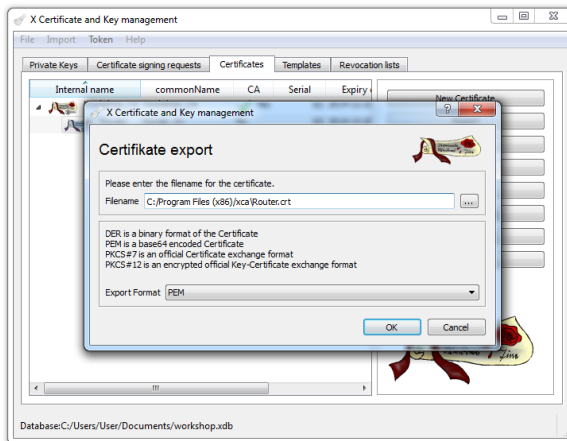 X Certificate and Key management
File Import Token Help
Private Keys Certificate signing requests Certificates Templates Revocation lists
Internal name commonName CA Serial Expiry
New Certificate
X Certificate and Key management
Certifikate export
Please enter the filename for the certificate.
Filename C:/Program Files (x86)/xca\Router.crt ...
DER is a binary format of the Certificate
PEM is a base64 encoded Certificate
PKCS#7 is an official Certificate exchange format
PKCS#12 is an encrypted official Key-Certificate exchange format
Export Format PEM
OK Cancel
Database:C:/Users/User/Documents/workshop.xdb